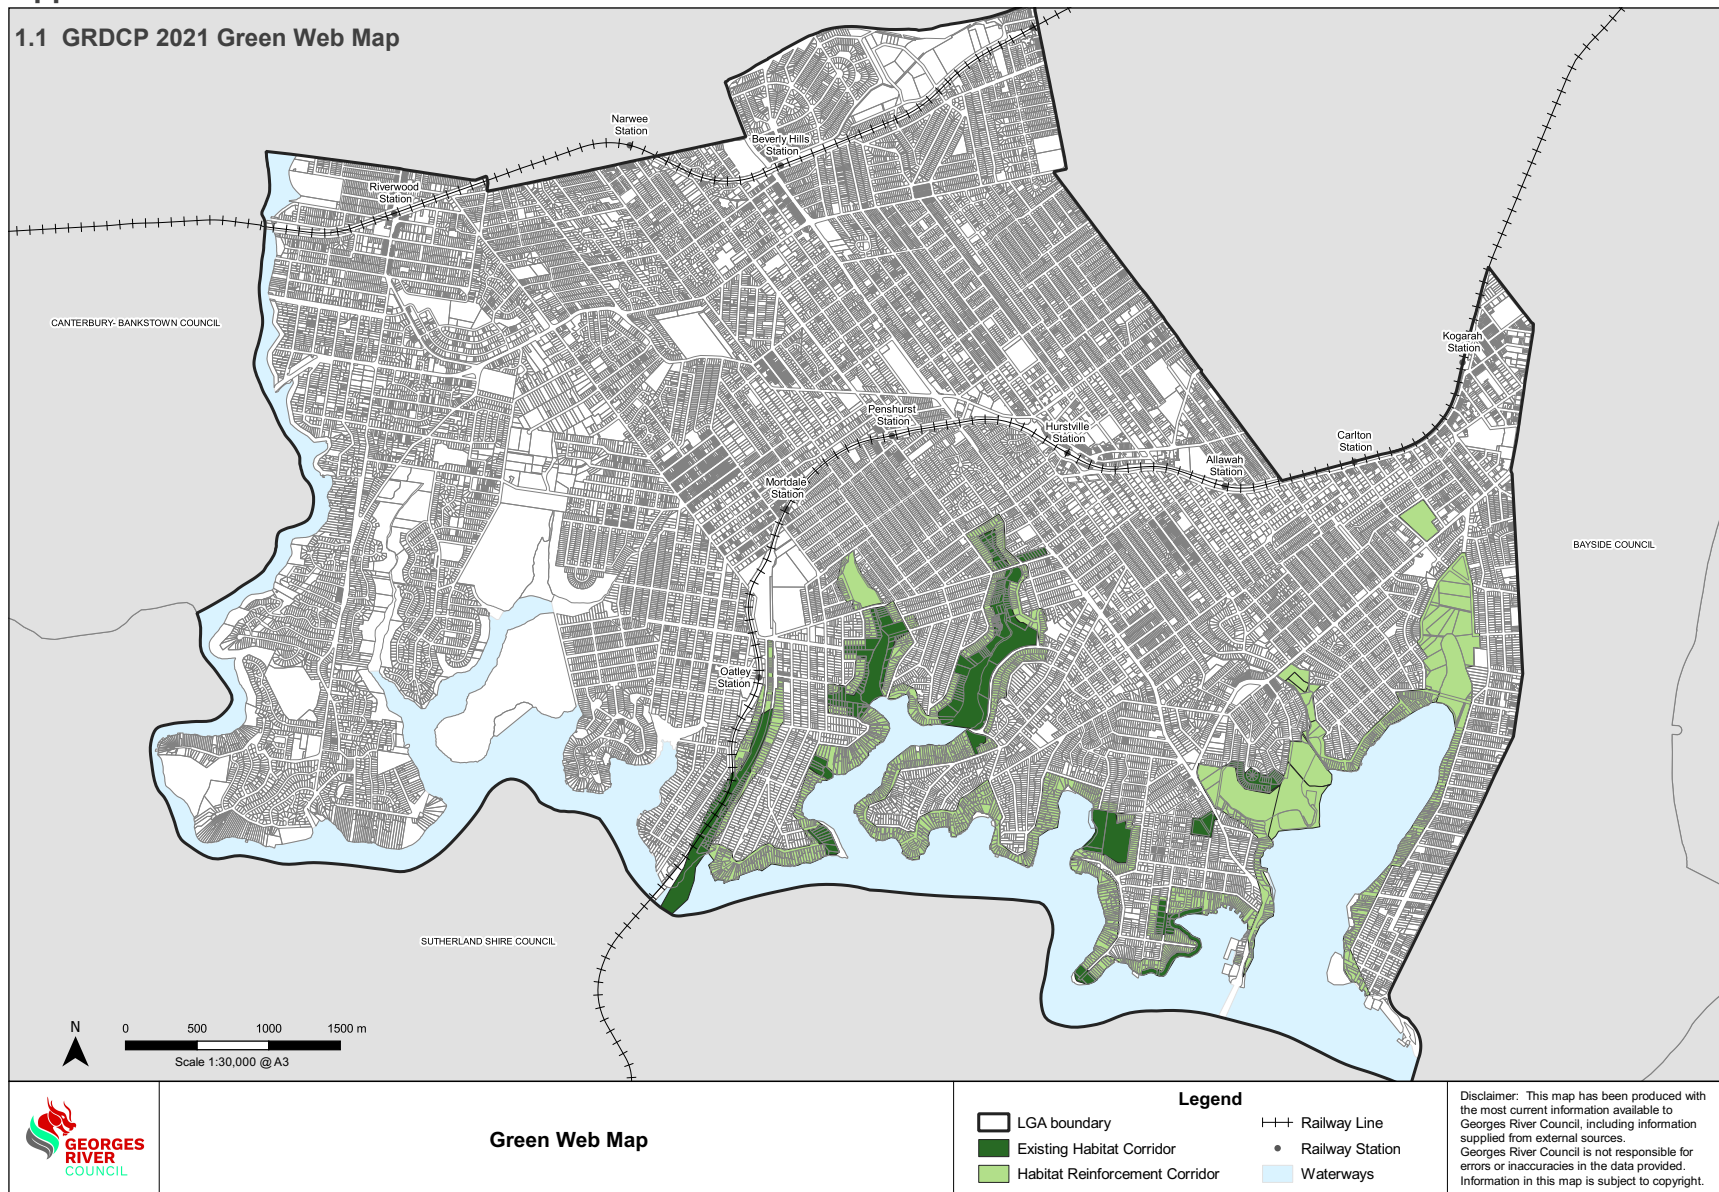 1.1 GRDCP 2021 Green Web Map
Narwee
Station
Beverly Hills
Station
Riverwood
Station
CANTERBURY- BANKSTOWN COUNCIL
Kogarah
Station
Penshurst
Station
Hurstville
Station
Carlton
Station
Allawah
Station
Mortdale
Station
BAYSIDE COUNCIL
Oatley
Station
SUTHERLAND SHIRE COUNCIL
N
0 500 1000 1500 m
Scale 1:30,000 @ A3
GEORGES
RIVER
COUNCIL
Green Web Map
Legend
LGA boundary
Existing Habitat Corridor
Habitat Reinforcement Corridor
Railway Line
Railway Station
Waterways
Disclaimer: This map has been produced with
the most current information available to
Georges River Council, including information
supplied from external sources.
Georges River Council is not responsible for
errors or inaccuracies in the data provided.
Information in this map is subject to copyright.